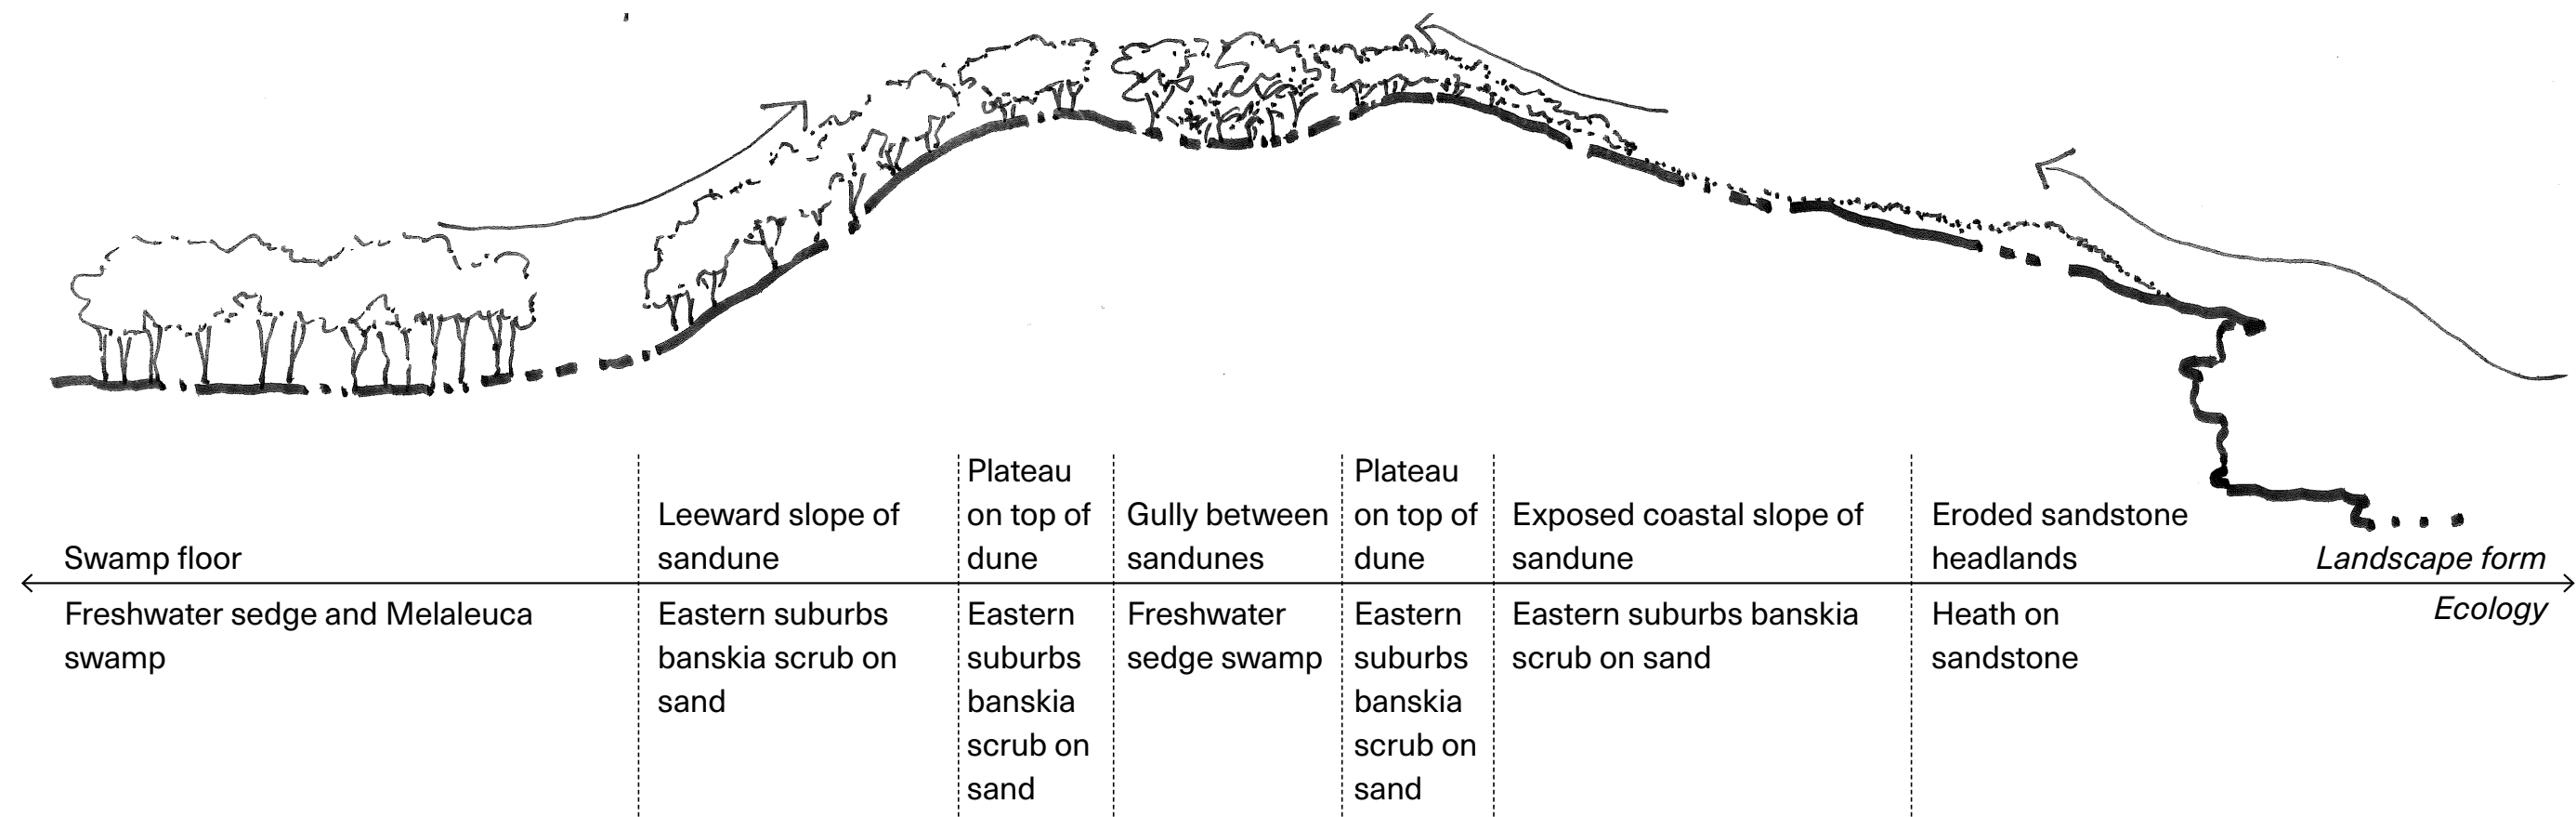 Swamp floor
Leeward slope of
sandune
Plateau
on top of
dune
Gully between
sandunes
Plateau
on top of
dune
Exposed coastal slope of
sandune
Eroded sandstone
headlands
Landscape form
Freshwater sedge and Melaleuca
swamp
Eastern suburbs
banskia scrub on
sand
Eastern
suburbs
banskia
scrub on
sand
Freshwater
sedge swamp
Eastern
suburbs
banskia
scrub on
sand
Eastern suburbs banskia
scrub on sand
Heath on
sandstone
Ecology